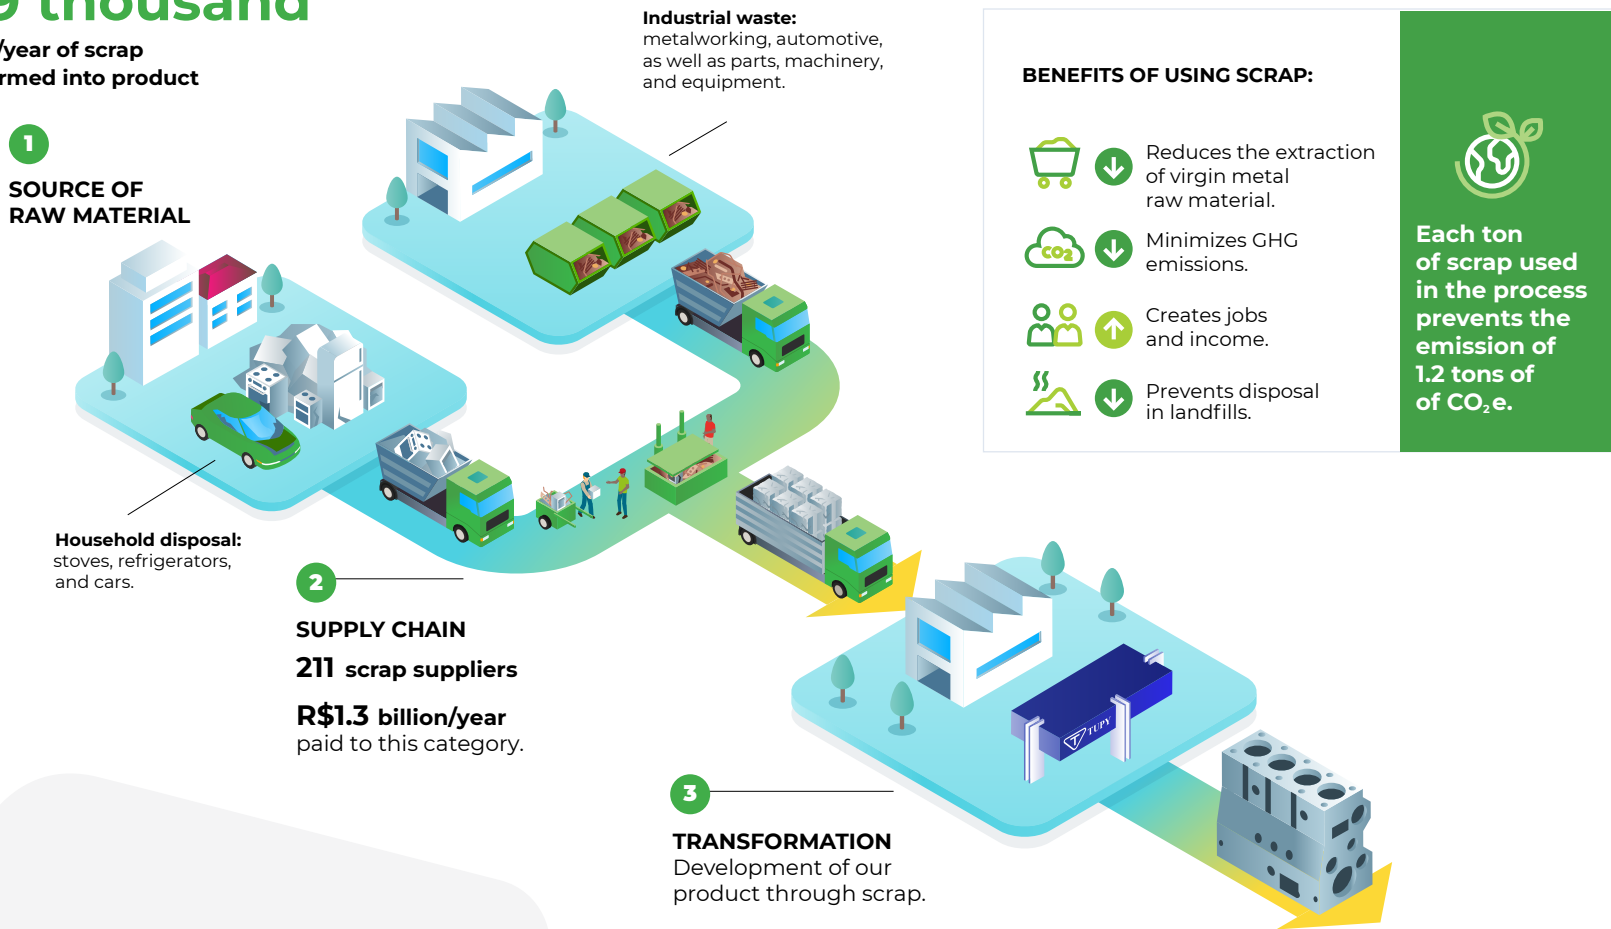 9 thousand
/year of scrap
rmed into product
1
SOURCE OF
RAW MATERIAL
Industrial waste:
metalworking, automotive,
as well as parts, machinery,
and equipment.
Household disposal:
stoves, refrigerators,
and cars.
2
SUPPLY CHAIN
211 scrap suppliers
R$1.3 billion/year
paid to this category.
3
TRANSFORMATION
Development of our
product through scrap.
T TUPY
BENEFITS OF USING SCRAP:
Reduces the extraction
of virgin metal
raw material.
CO2
Minimizes GHG
emissions.
Creates jobs
and income.
Prevents disposal
in landfills.
Each ton
of scrap used
in the process
prevents the
emission of
1.2 tons of
of CO₂e.